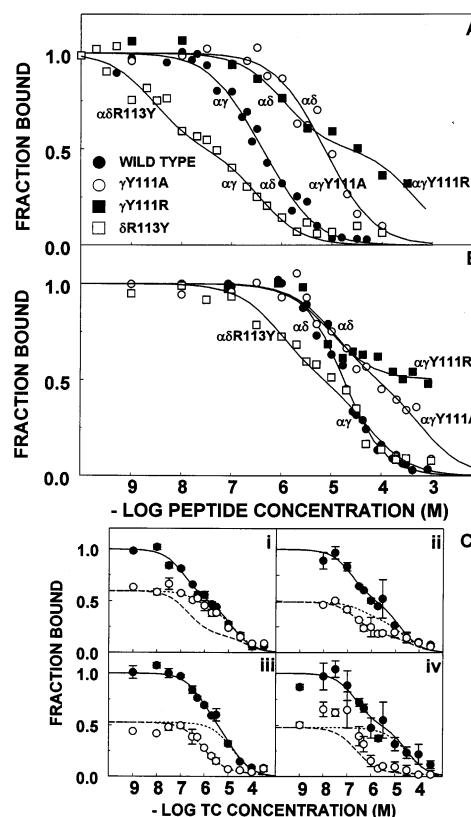 A
FRACTION BOUND
1.0
0.5
0.0
αδR113Y
αγ
αδ
αδ
αγ
αδ
αγY111A
αγY111R
WILD TYPE
γY111A
γY111R
δR113Y
B
FRACTION BOUND
1.0
0.5
0.0
αδR113Y
αδ
αδ
αγ
αγY111R
αγY111A
9 8 7 6 5 4 3
- LOG PEPTIDE CONCENTRATION (M)
C
FRACTION BOUND
i
ii
1.0
0.5
0.0
iii
iv
1.0
0.5
0.0
9 8 7 6 5 4 9 8 7 6 5 4
- LOG TC CONCENTRATION (M)